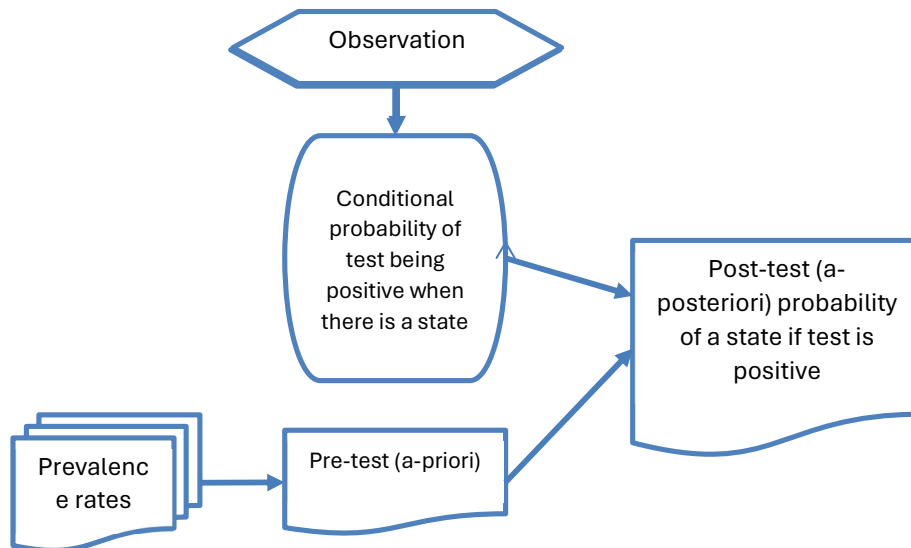 Observation
Conditional
probability of
test being
positive when
there is a state
Post-test (a-
posteriori) probability
of a state if test is
positive
Prevalenc
e rates
Pre-test (a-priori)